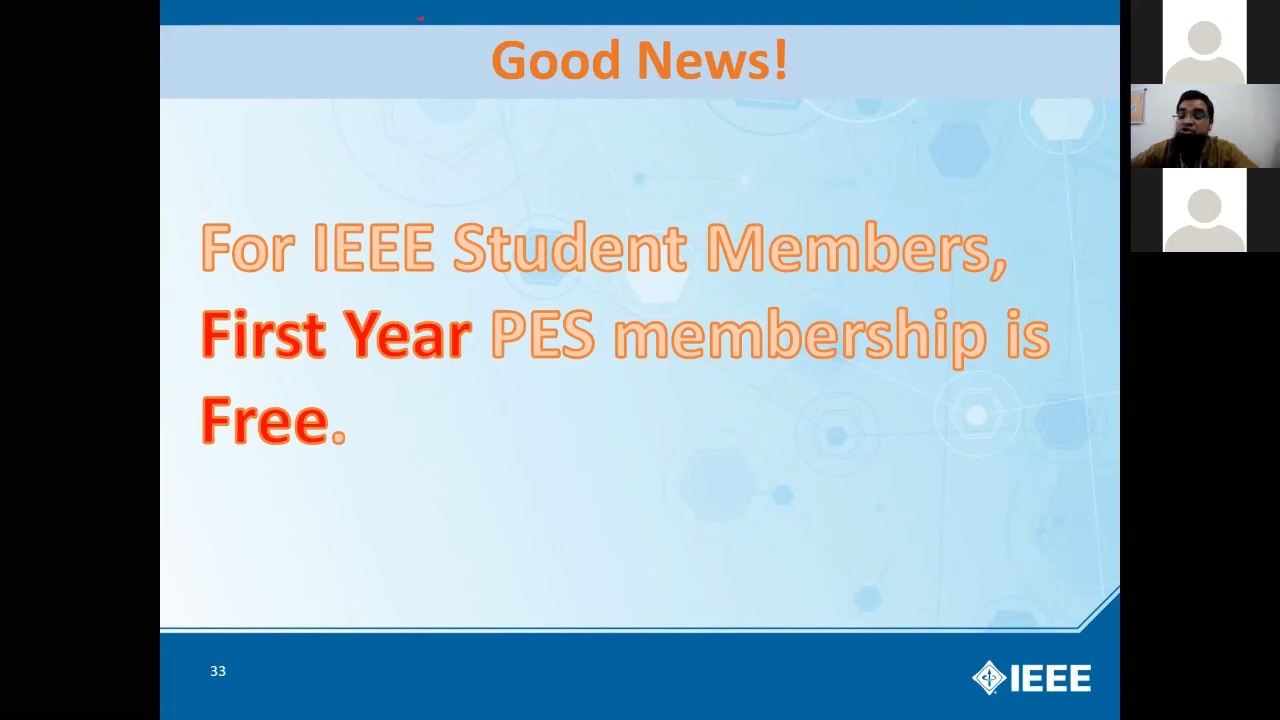 Good News!
For IEEE Student Members,
First Year PES membership is
Free.
33
IEEE